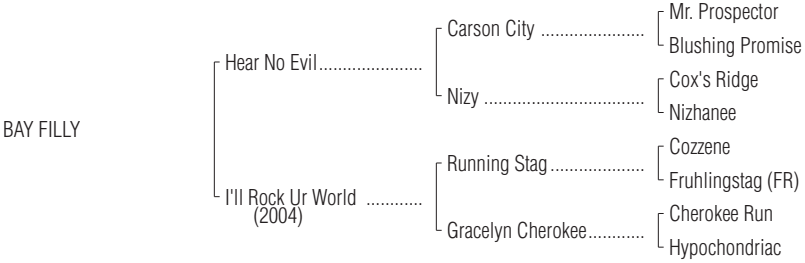 Mr. Prospector
Carson City ......................
Blushing Promise
Hear No Evil......................
Cox's Ridge
Nizy ..................................
Nizhanee
BAY FILLY
Cozzene
Running Stag....................
Fruhlingstag (FR)
I'll Rock Ur World ............
(2004)
Cherokee Run
Gracelyn Cherokee............
Hypochondriac